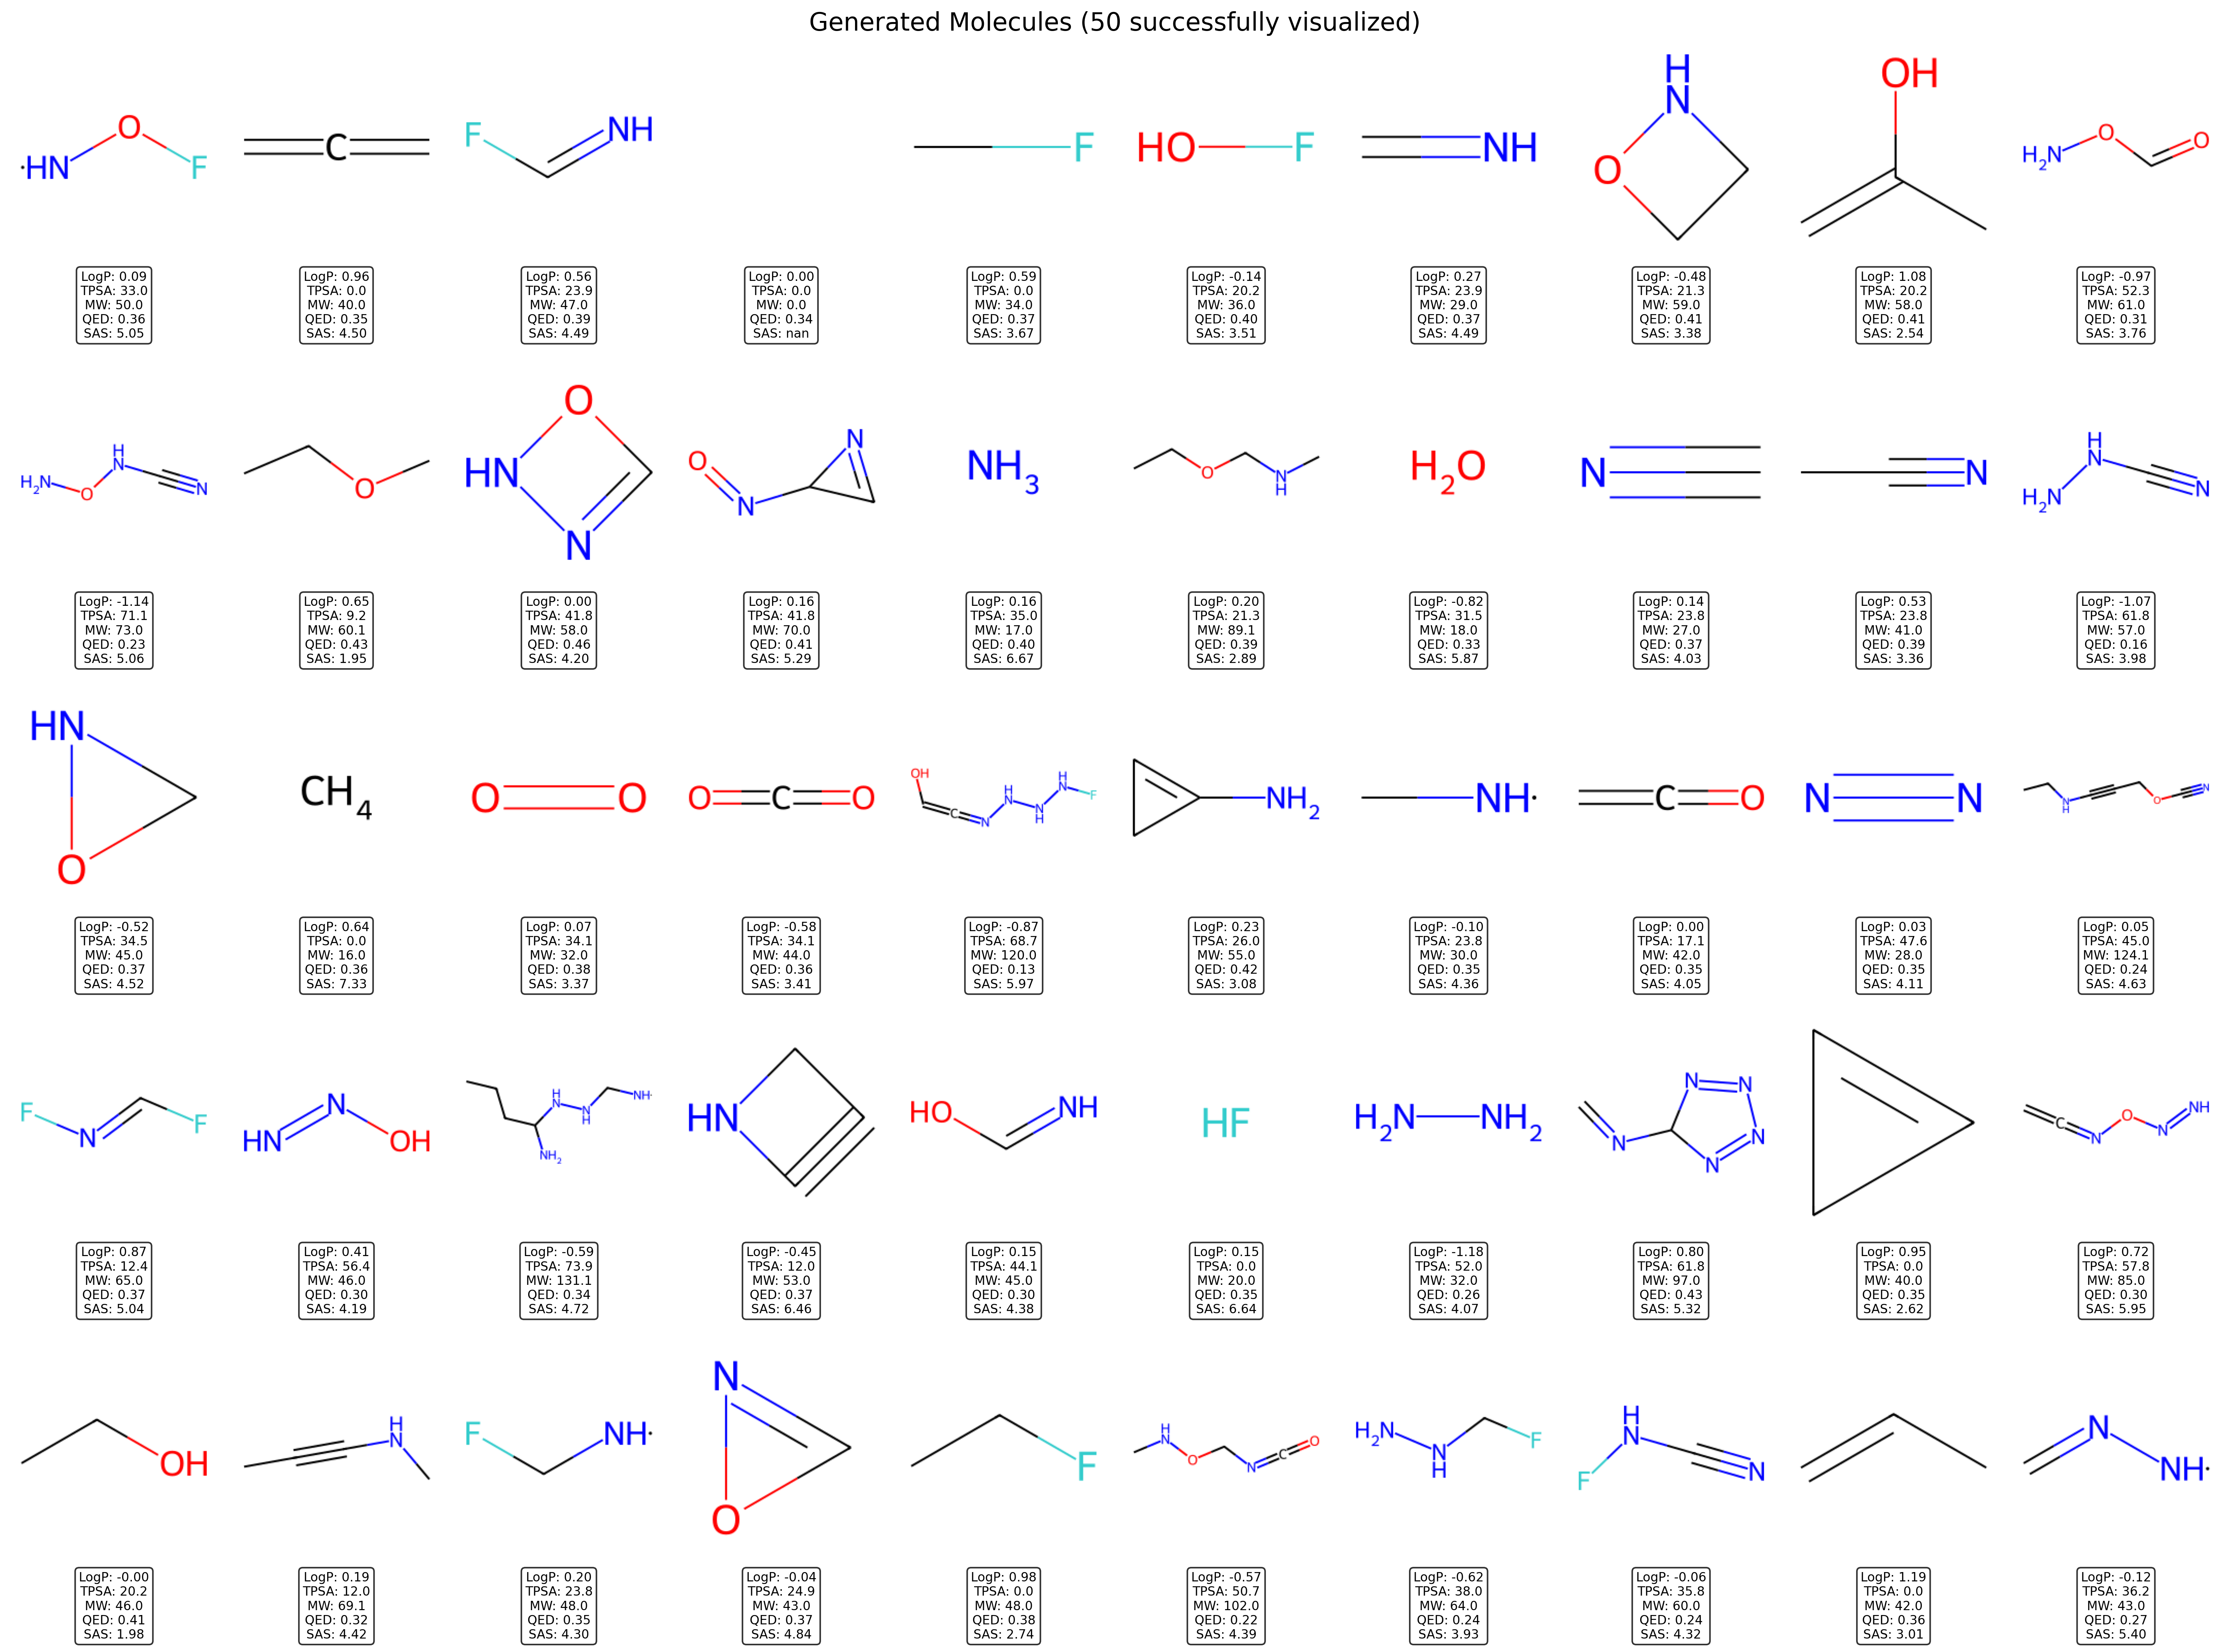 Generated Molecules (50 successfully visualized)
·HN O F
LogP: 0.09
TPSA: 33.0
MW: 50.0
QED: 0.36
SAS: 5.05
C
LogP: 0.96
TPSA: 0.0
MW: 40.0
QED: 0.35
SAS: 4.50
F NH
LogP: 0.56
TPSA: 23.9
MW: 47.0
QED: 0.39
SAS: 4.49
LogP: 0.00
TPSA: 0.0
MW: 0.0
QED: 0.34
SAS: nan
F
LogP: 0.59
TPSA: 0.0
MW: 34.0
QED: 0.37
SAS: 3.67
HO F
LogP: -0.14
TPSA: 20.2
MW: 36.0
QED: 0.40
SAS: 3.51
NH
LogP: 0.27
TPSA: 23.9
MW: 29.0
QED: 0.37
SAS: 4.49
H
N
O
LogP: -0.48
TPSA: 21.3
MW: 59.0
QED: 0.41
SAS: 3.38
OH
LogP: 1.08
TPSA: 20.2
MW: 58.0
QED: 0.41
SAS: 2.54
H2N O O
LogP: -0.97
TPSA: 52.3
MW: 61.0
QED: 0.31
SAS: 3.76
H
H2N O N N
LogP: -1.14
TPSA: 71.1
MW: 73.0
QED: 0.23
SAS: 5.06
O
LogP: 0.65
TPSA: 9.2
MW: 60.1
QED: 0.43
SAS: 1.95
O
HN
N
LogP: 0.00
TPSA: 41.8
MW: 58.0
QED: 0.46
SAS: 4.20
O N N
LogP: 0.16
TPSA: 41.8
MW: 70.0
QED: 0.41
SAS: 5.29
NH3
LogP: 0.16
TPSA: 35.0
MW: 17.0
QED: 0.40
SAS: 6.67
O N
H
LogP: 0.20
TPSA: 21.3
MW: 89.1
QED: 0.39
SAS: 2.89
H2O
LogP: -0.82
TPSA: 31.5
MW: 18.0
QED: 0.33
SAS: 5.87
N
LogP: 0.14
TPSA: 23.8
MW: 27.0
QED: 0.37
SAS: 4.03
N
LogP: 0.53
TPSA: 23.8
MW: 41.0
QED: 0.39
SAS: 3.36
H
H2N N N
LogP: -1.07
TPSA: 61.8
MW: 57.0
QED: 0.16
SAS: 3.98
HN
O
LogP: -0.52
TPSA: 34.5
MW: 45.0
QED: 0.37
SAS: 4.52
CH4
LogP: 0.64
TPSA: 0.0
MW: 16.0
QED: 0.36
SAS: 7.33
O O
LogP: 0.07
TPSA: 34.1
MW: 32.0
QED: 0.38
SAS: 3.37
O C O
LogP: -0.58
TPSA: 34.1
MW: 44.0
QED: 0.36
SAS: 3.41
OH H H
C N N N N F
H
LogP: -0.87
TPSA: 68.7
MW: 120.0
QED: 0.13
SAS: 5.97
NH2
LogP: 0.23
TPSA: 26.0
MW: 55.0
QED: 0.42
SAS: 3.08
NH·
LogP: -0.10
TPSA: 23.8
MW: 30.0
QED: 0.35
SAS: 4.36
C O
LogP: 0.00
TPSA: 17.1
MW: 42.0
QED: 0.35
SAS: 4.05
N N
LogP: 0.03
TPSA: 47.6
MW: 28.0
QED: 0.35
SAS: 4.11
N O N
H
LogP: 0.05
TPSA: 45.0
MW: 124.1
QED: 0.24
SAS: 4.63
F N F
LogP: 0.87
TPSA: 12.4
MW: 65.0
QED: 0.37
SAS: 5.04
HN N OH
LogP: 0.41
TPSA: 56.4
MW: 46.0
QED: 0.30
SAS: 4.19
H
N N NH·
H
NH2
LogP: -0.59
TPSA: 73.9
MW: 131.1
QED: 0.34
SAS: 4.72
HN
LogP: -0.45
TPSA: 12.0
MW: 53.0
QED: 0.37
SAS: 6.46
HO NH
LogP: 0.15
TPSA: 44.1
MW: 45.0
QED: 0.30
SAS: 4.38
HF
LogP: 0.15
TPSA: 0.0
MW: 20.0
QED: 0.35
SAS: 6.64
H2N NH2
LogP: -1.18
TPSA: 52.0
MW: 32.0
QED: 0.26
SAS: 4.07
N N
N N N
LogP: 0.80
TPSA: 61.8
MW: 97.0
QED: 0.43
SAS: 5.32
LogP: 0.95
TPSA: 0.0
MW: 40.0
QED: 0.35
SAS: 2.62
C N O N NH
LogP: 0.72
TPSA: 57.8
MW: 85.0
QED: 0.30
SAS: 5.95
OH
LogP: -0.00
TPSA: 20.2
MW: 46.0
QED: 0.41
SAS: 1.98
H
N
LogP: 0.19
TPSA: 12.0
MW: 69.1
QED: 0.32
SAS: 4.42
F NH·
LogP: 0.20
TPSA: 23.8
MW: 48.0
QED: 0.35
SAS: 4.30
N
O
LogP: -0.04
TPSA: 24.9
MW: 43.0
QED: 0.37
SAS: 4.84
F
LogP: 0.98
TPSA: 0.0
MW: 48.0
QED: 0.38
SAS: 2.74
H
N O N C O
LogP: -0.57
TPSA: 50.7
MW: 102.0
QED: 0.22
SAS: 4.39
H2N N F
H
LogP: -0.62
TPSA: 38.0
MW: 64.0
QED: 0.24
SAS: 3.93
H
F N N
LogP: -0.06
TPSA: 35.8
MW: 60.0
QED: 0.24
SAS: 4.32
LogP: 1.19
TPSA: 0.0
MW: 42.0
QED: 0.36
SAS: 3.01
N NH·
LogP: -0.12
TPSA: 36.2
MW: 43.0
QED: 0.27
SAS: 5.40